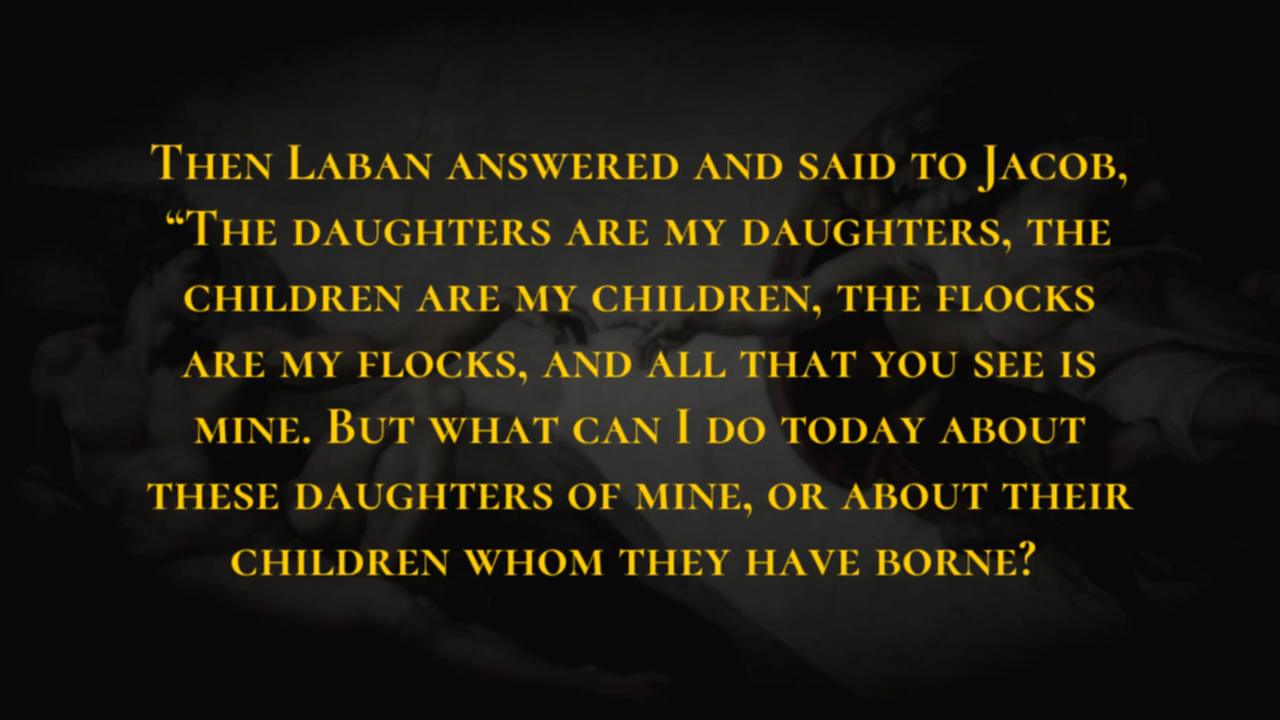 Then Laban answered and said to Jacob,
“The daughters are my daughters, the
children are my children, the flocks
are my flocks, and all that you see is
mine. But what can I do today about
these daughters of mine, or about their
children whom they have borne?